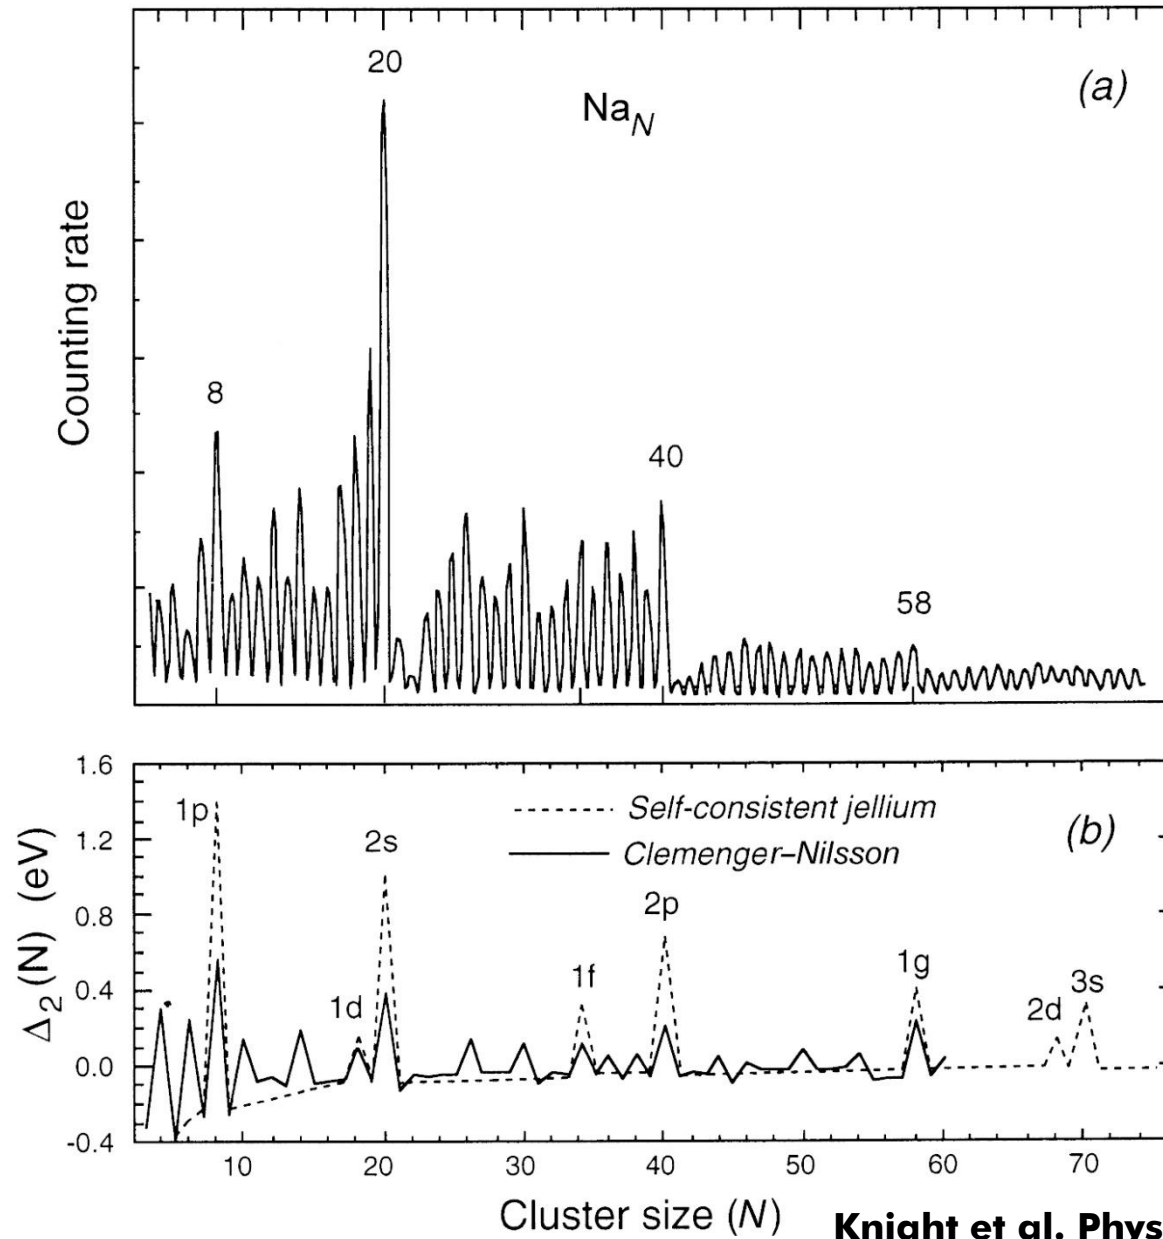 20
(a)
Na_N
8
40
58
Counting rate
1.6
1.2
0.8
0.4
0.0
-0.4
Δ₂(N) (eV)
1p
1d
2s
1f
2p
1g
2d
3s
Self-consistent jellium
Clemenger–Nilsson
(b)
10
20
30
40
50
60
70
Cluster size (N)
Knight et al. Phys